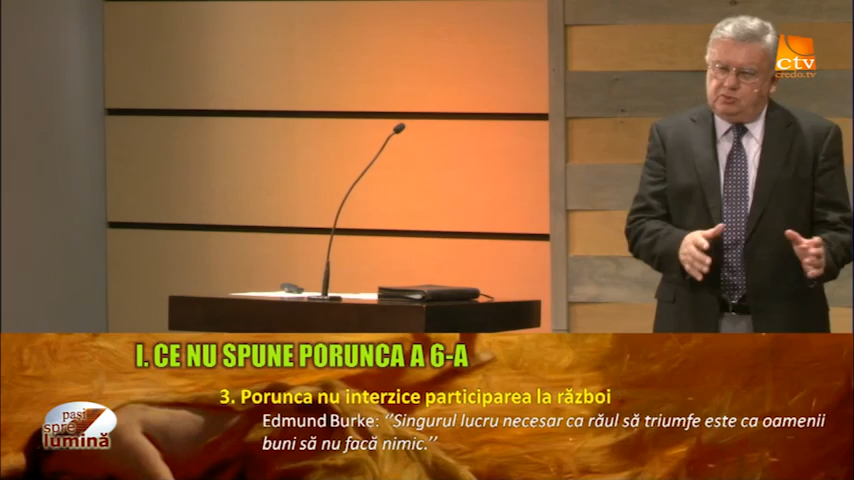 ctv
credo.tv
I. CE NU SPUNE PORUNCA A 6-A
3. Porunca nu interzice participarea la război
Edmund Burke: ‘’Singurul lucru necesar ca răul să triumfe este ca oamenii
buni să nu facă nimic.’’
pași
spre
lumină